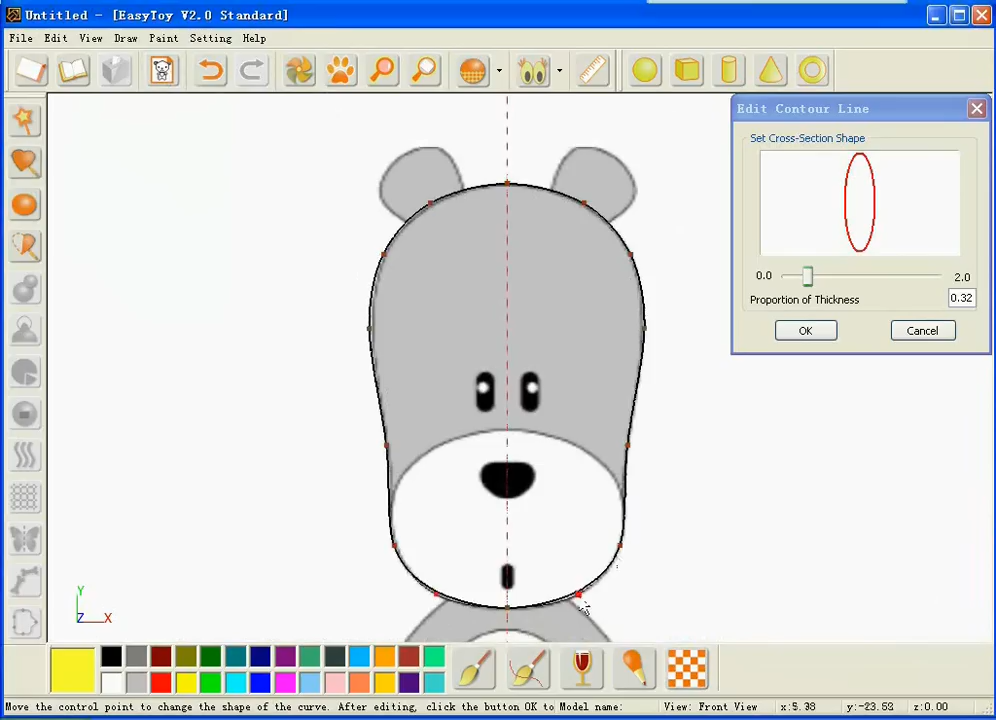 Untitled - [EasyToy V2.0 Standard]
File Edit View Draw Paint Setting Help
Edit Contour Line
Set Cross-Section Shape
0.0
2.0
Proportion of Thickness
0.32
OK
Cancel
Y
Z
X
Move the control point to change the shape of the curve. After editing, click the button OK to Model name:
View: Front View
x:5.38
y:-23.58
z:0.00